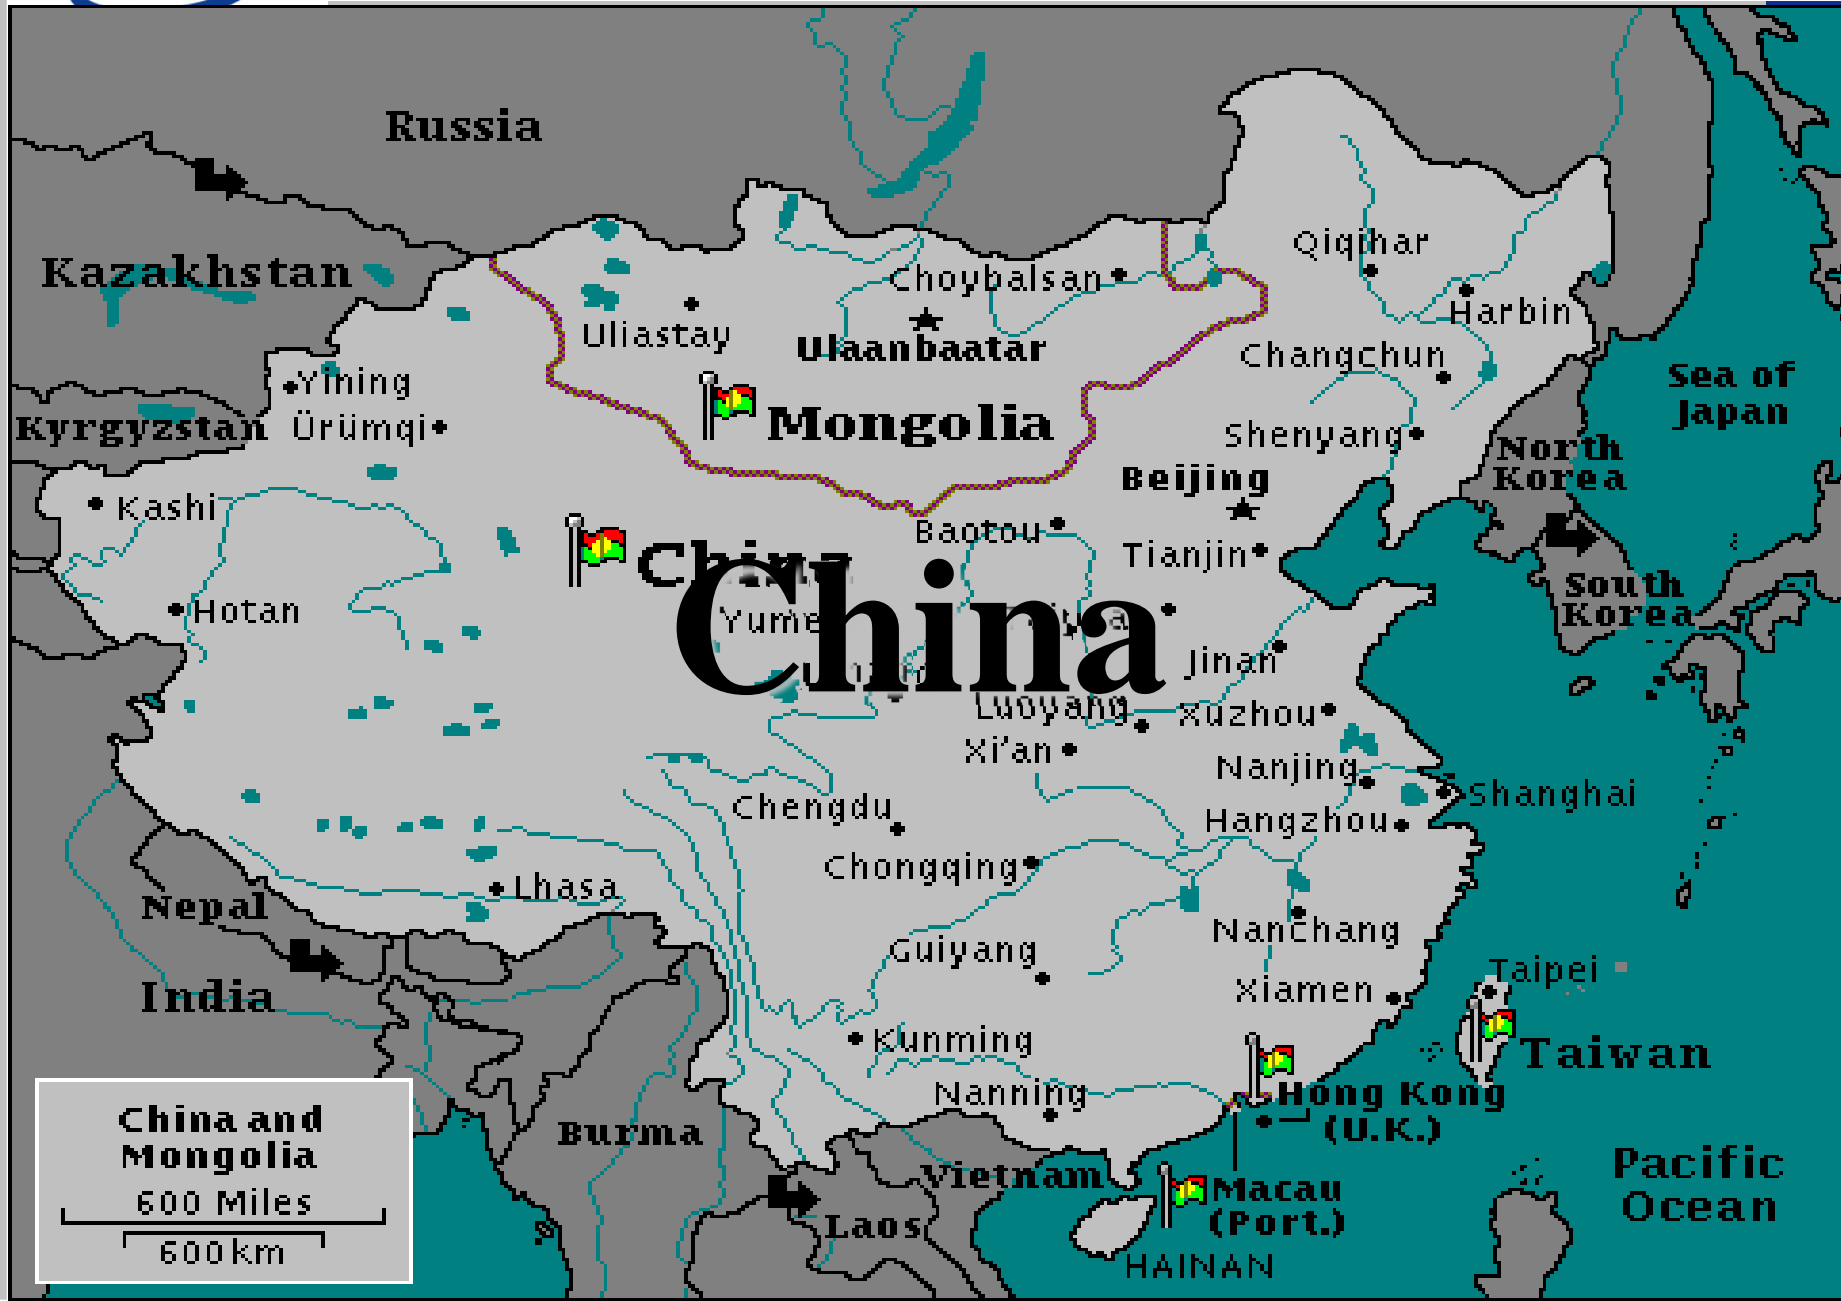 Russia
Kazakhstan
Qiqihar
Choybalsan
Harbin
Uliastay
Ulaanbaatar
Changchun
Sea of
Japan
Yining
Kyrgyzstan
Ürümqi
Mongolia
Shenyang
North
Korea
Beijing
Kashi
Baotou
Tianjin
China
China
South
Korea
Hotan
Jinan
Luoyang
Xuzhou
Xi'an
Nanjing
Shanghai
Chengdu
Hangzhou
Chongqing
Lhasa
Nepal
Nanchang
Guiyang
Taipei
India
Xiamen
Kunming
Taiwan
Nanning
Hong Kong
(U.K.)
China and
Mongolia
600 Miles
600 km
Burma
Vietnam
Pacific
Ocean
Macau
(Port.)
Laos
HAINAN